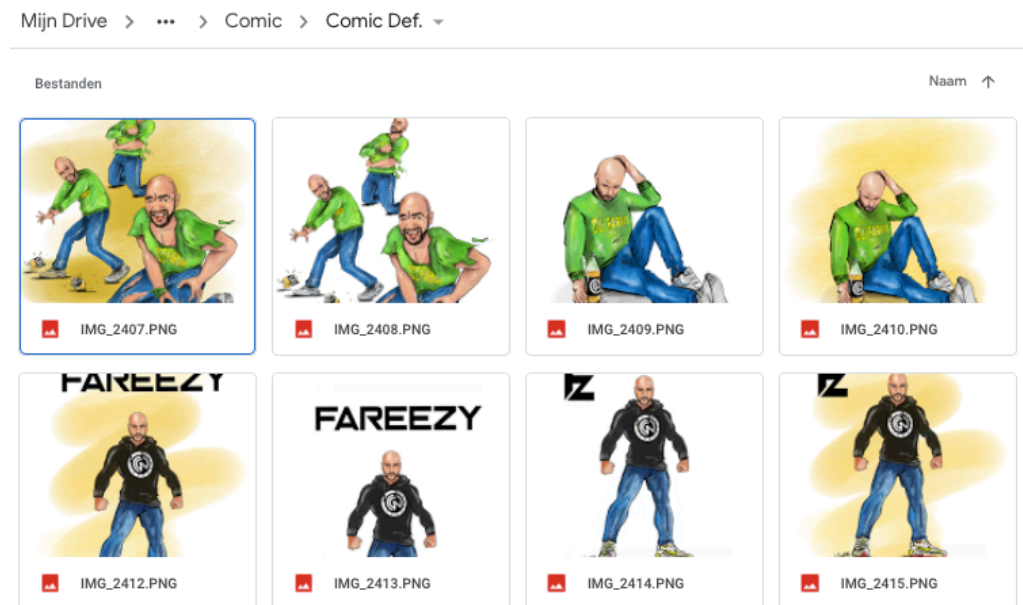 Mijn Drive > ... > Comic > Comic Def.
Bestanden
Naam
IMG_2407.PNG
IMG_2408.PNG
IMG_2409.PNG
IMG_2410.PNG
FAREEZY
FAREEZY
IMG_2412.PNG
IMG_2413.PNG
IMG_2414.PNG
IMG_2415.PNG